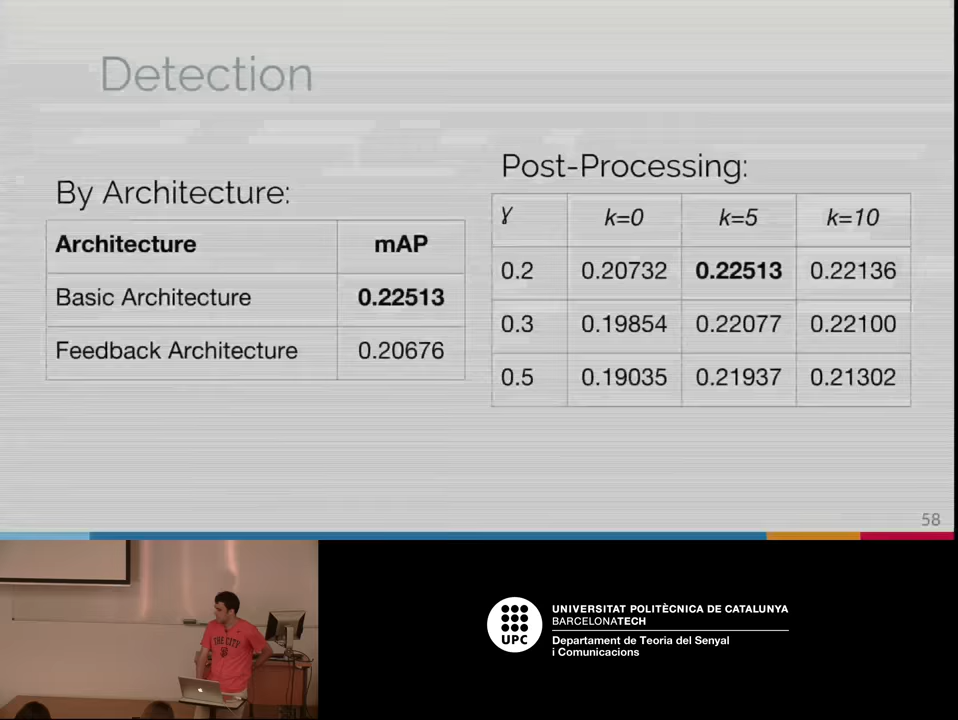 Detection
By Architecture:
Architecture mAP
Basic Architecture 0.22513
Feedback Architecture 0.20676
Post-Processing:
ɣ k=0 k=5 k=10
0.2 0.20732 0.22513 0.22136
0.3 0.19854 0.22077 0.22100
0.5 0.19035 0.21937 0.21302
58
THE CITY
UPC
UNIVERSITAT POLITÈCNICA DE CATALUNYA
BARCELONATECH
Departament de Teoria del Senyal
i Comunicacions